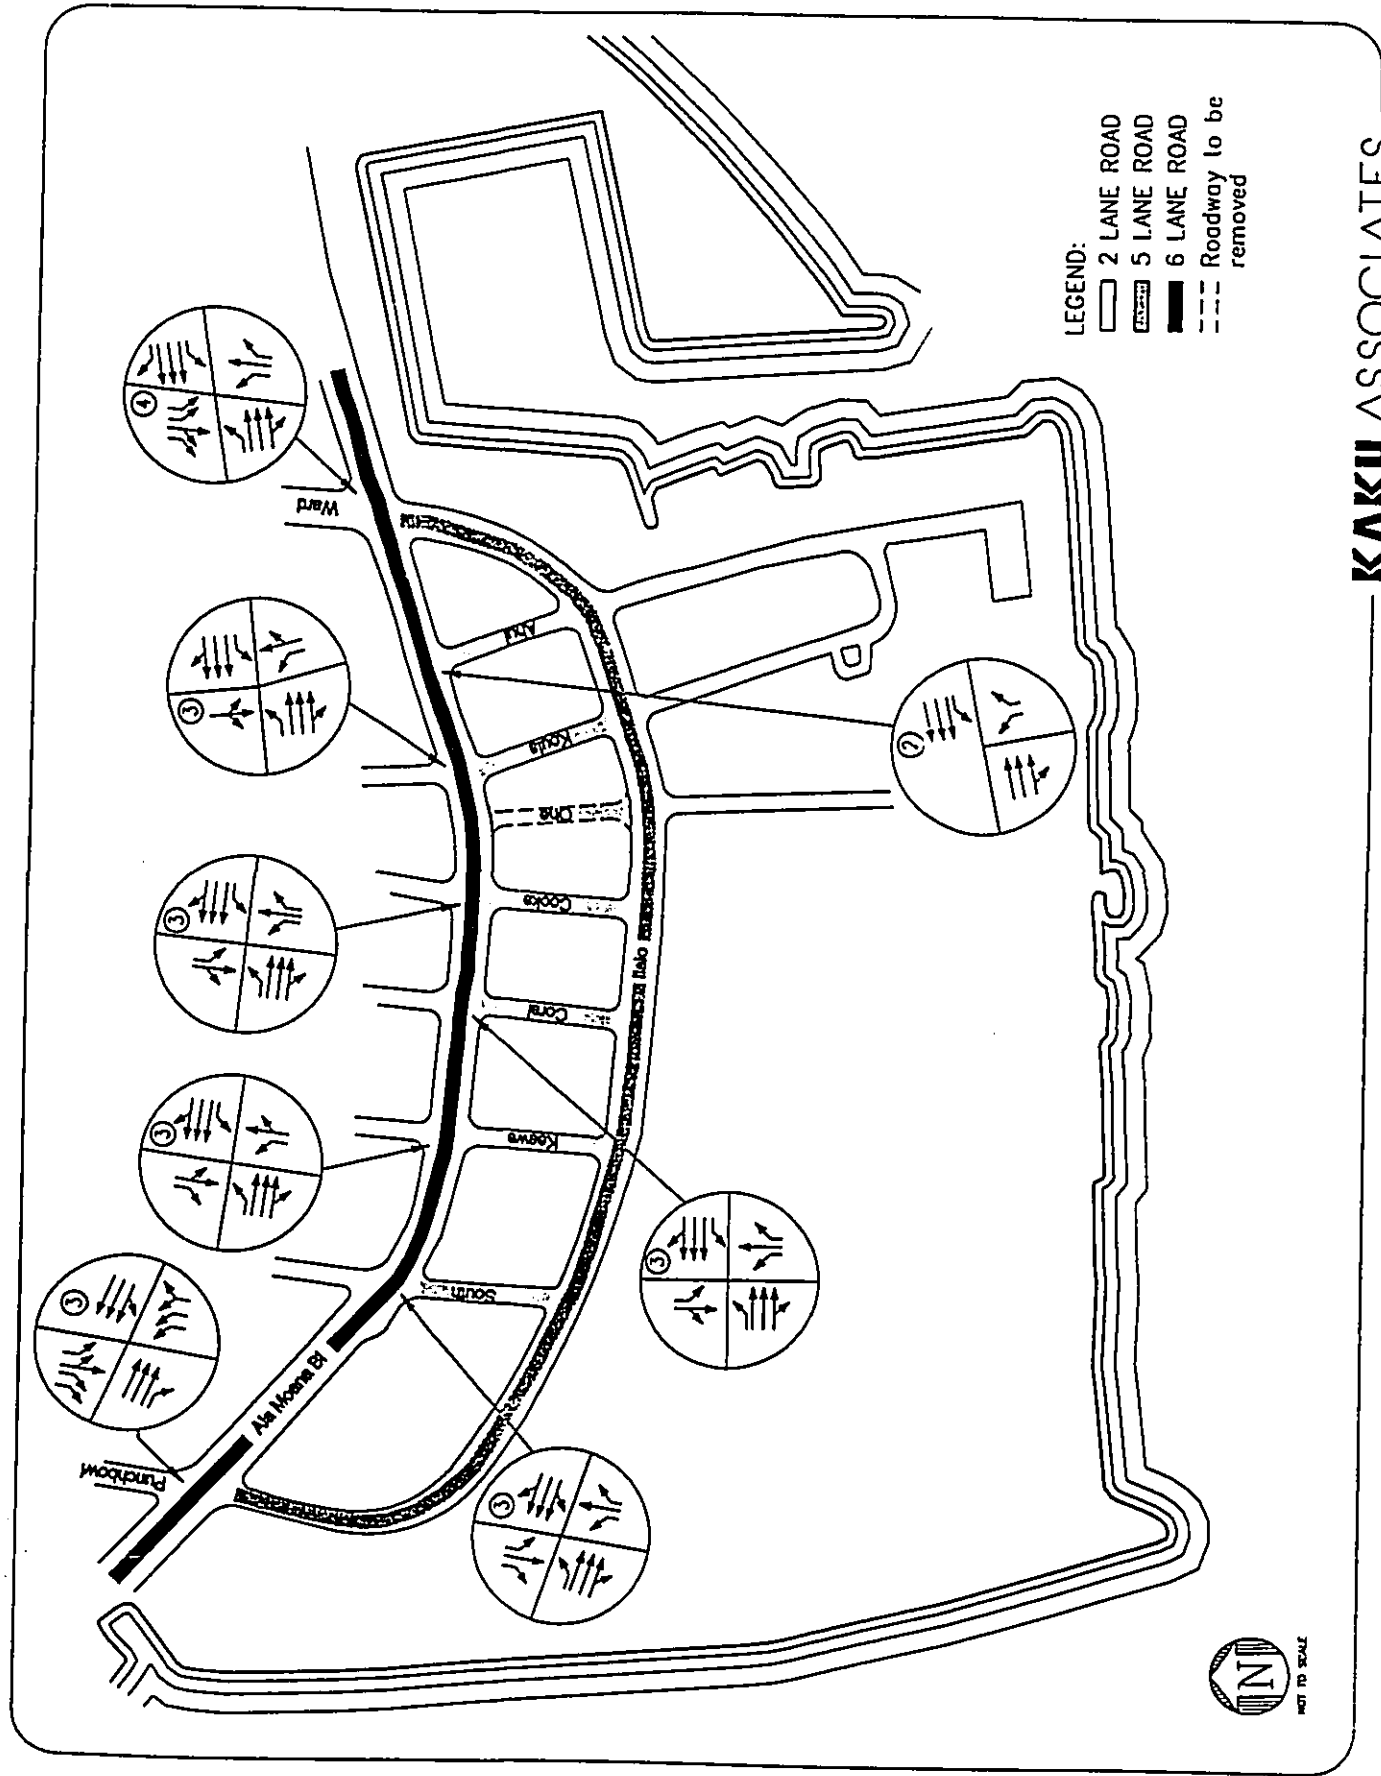 Punchbowl
Ala Moana Bl
South
Keawe
Coral
Cooke
Ohe
Koula
Ahui
Ward
Ilalo
3
3
3
3
4
3
3
2
LEGEND:
2 LANE ROAD
5 LANE ROAD
6 LANE ROAD
Roadway to be
removed
N
NOT TO SCALE
KAKU ASSOCIATES